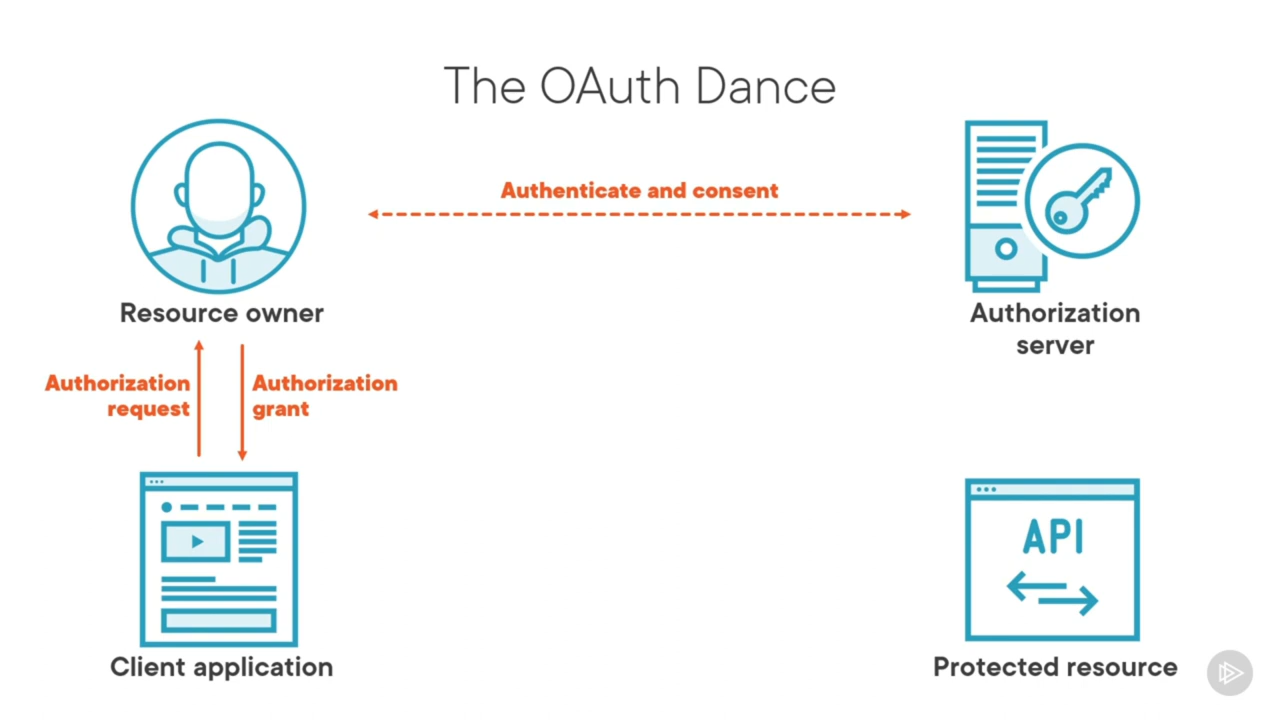 The OAuth Dance
Authenticate and consent
Resource owner
Authorization
server
Authorization
request
Authorization
grant
API
Client application
Protected resource